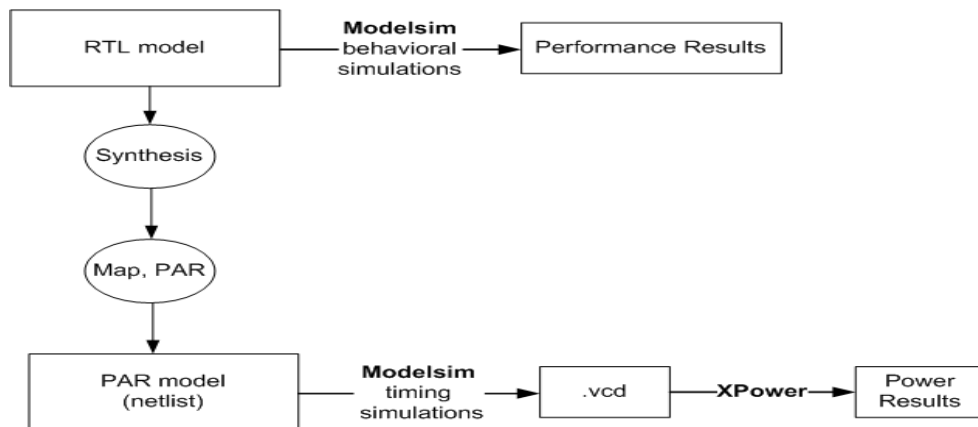 RTL model
Modelsim
behavioral
simulations
Performance Results
Synthesis
Map, PAR
PAR model
(netlist)
Modelsim
timing
simulations
.vcd
XPower
Power
Results